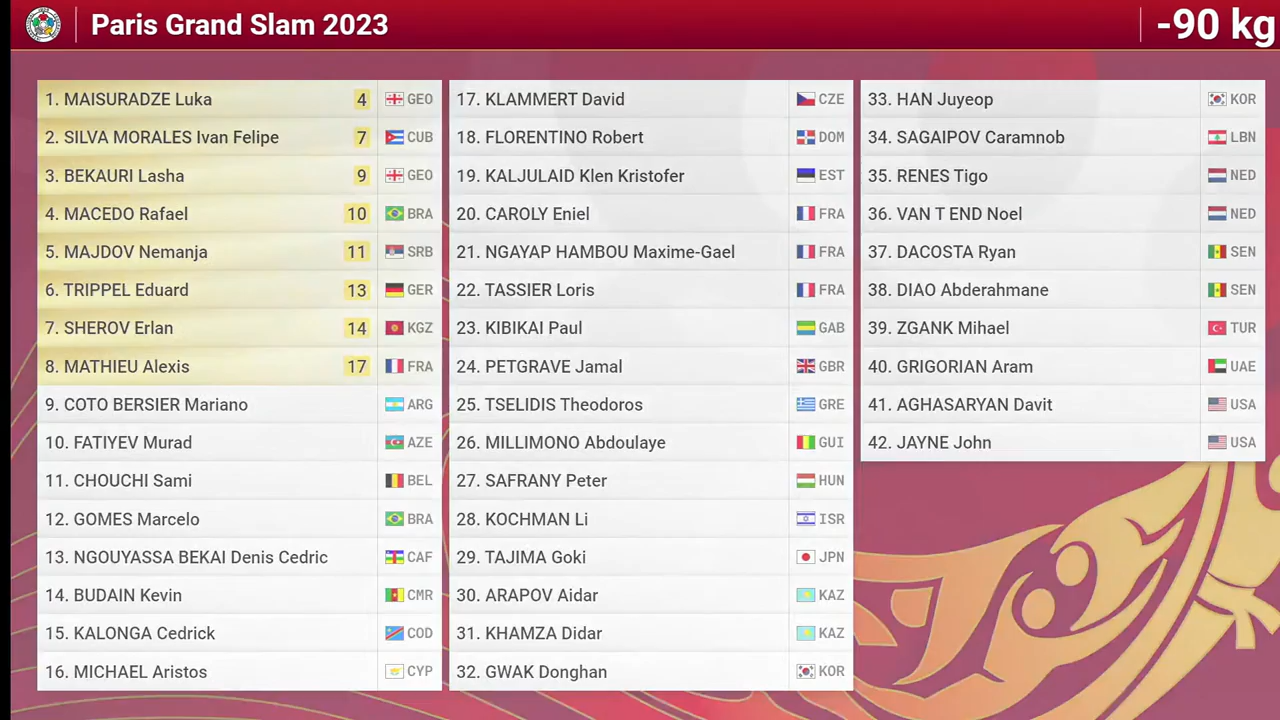 Paris Grand Slam 2023
-90 kg
1. MAISURADZE Luka 4 GEO
2. SILVA MORALES Ivan Felipe 7 CUB
3. BEKAURI Lasha 9 GEO
4. MACEDO Rafael 10 BRA
5. MAJDOV Nemanja 11 SRB
6. TRIPPEL Eduard 13 GER
7. SHEROV Erlan 14 KGZ
8. MATHIEU Alexis 17 FRA
9. COTO BERSIER Mariano ARG
10. FATIYEV Murad AZE
11. CHOUCHI Sami BEL
12. GOMES Marcelo BRA
13. NGOUYASSA BEKAI Denis Cedric CAF
14. BUDAIN Kevin CMR
15. KALONGA Cedrick COD
16. MICHAEL Aristos CYP
17. KLAMMERT David CZE
18. FLORENTINO Robert DOM
19. KALJULAID Klen Kristofer EST
20. CAROLY Eniel FRA
21. NGAYAP HAMBOU Maxime-Gael FRA
22. TASSIER Loris FRA
23. KIBIKAI Paul GAB
24. PETGRAVE Jamal GBR
25. TSELIDIS Theodoros GRE
26. MILLIMONO Abdoulaye GUI
27. SAFRANY Peter HUN
28. KOCHMAN Li ISR
29. TAJIMA Goki JPN
30. ARAPOV Aidar KAZ
31. KHAMZA Didar KAZ
32. GWAK Donghan KOR
33. HAN Juyeop KOR
34. SAGAIPOV Caramnob LBN
35. RENES Tigo NED
36. VAN T END Noel NED
37. DACOSTA Ryan SEN
38. DIAO Abderahmane SEN
39. ZGANK Mihael TUR
40. GRIGORIAN Aram UAE
41. AGHASARYAN Davit USA
42. JAYNE John USA